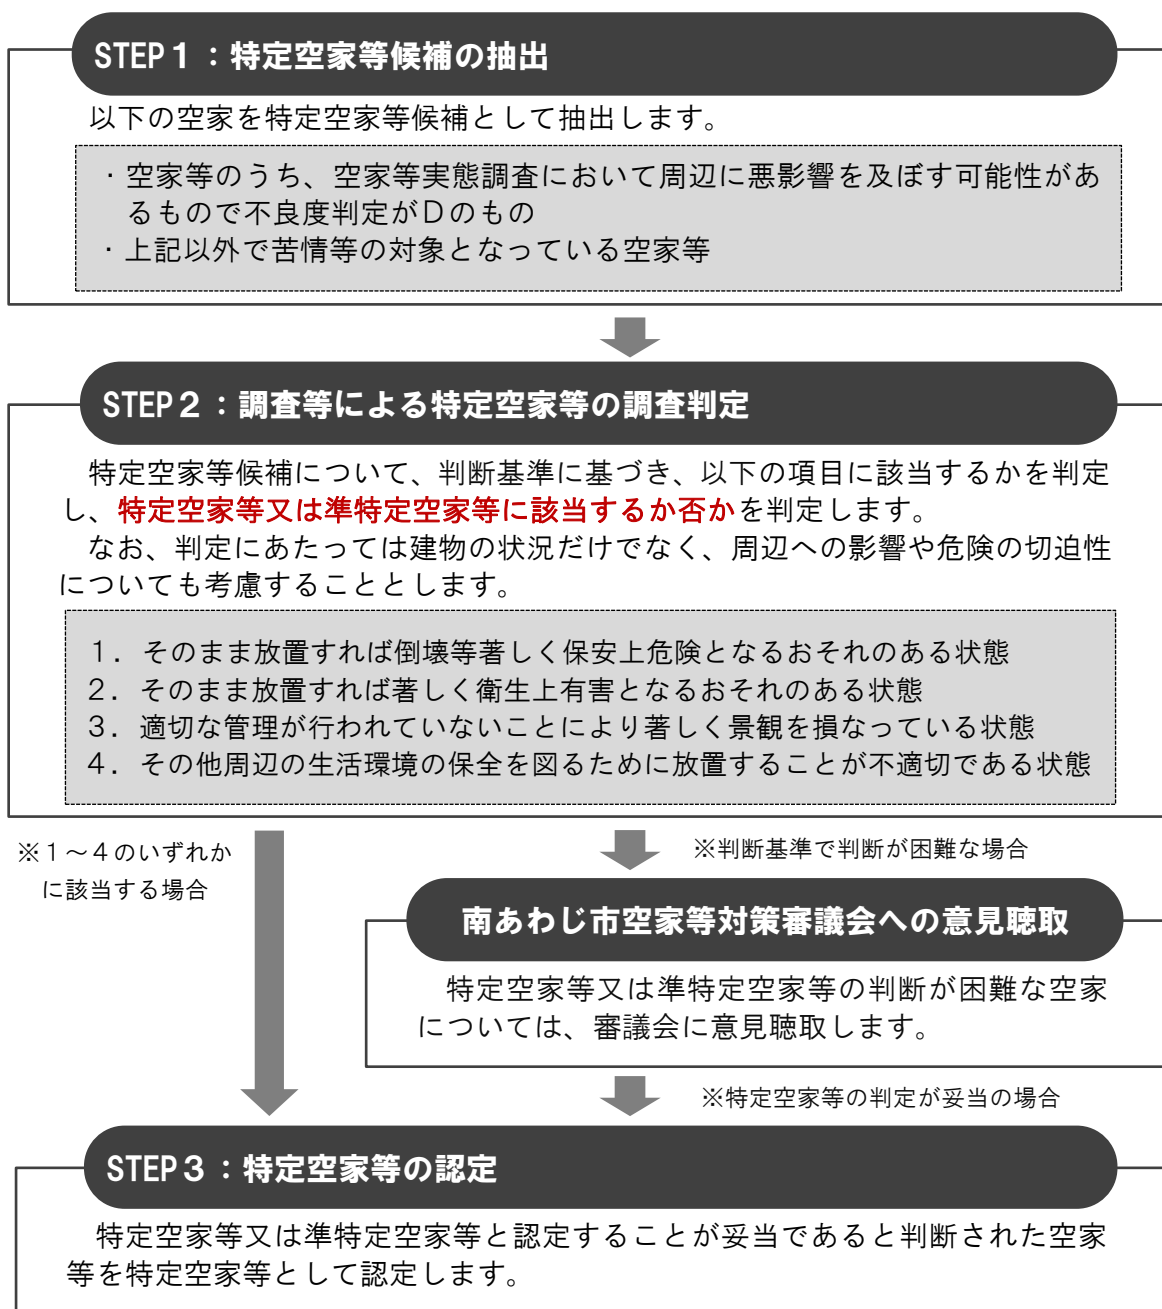 STEP１：特定空家等候補の抽出
以下の空家を特定空家等候補として抽出します。
・空家等のうち、空家等実態調査において周辺に悪影響を及ぼす可能性があ
るもので不良度判定がＤのもの
・上記以外で苦情等の対象となっている空家等
STEP２：調査等による特定空家等の調査判定
特定空家等候補について、判断基準に基づき、以下の項目に該当するかを判定
し、特定空家等又は準特定空家等に該当するか否かを判定します。
なお、判定にあたっては建物の状況だけでなく、周辺への影響や危険の切迫性
についても考慮することとします。
１．そのまま放置すれば倒壊等著しく保安上危険となるおそれのある状態
２．そのまま放置すれば著しく衛生上有害となるおそれのある状態
３．適切な管理が行われていないことにより著しく景観を損なっている状態
４．その他周辺の生活環境の保全を図るために放置することが不適切である状態
※１～４のいずれか
に該当する場合
※判断基準で判断が困難な場合
南あわじ市空家等対策審議会への意見聴取
特定空家等又は準特定空家等の判断が困難な空家
については、審議会に意見聴取します。
※特定空家等の判定が妥当の場合
STEP３：特定空家等の認定
特定空家等又は準特定空家等と認定することが妥当であると判断された空家
等を特定空家等として認定します。